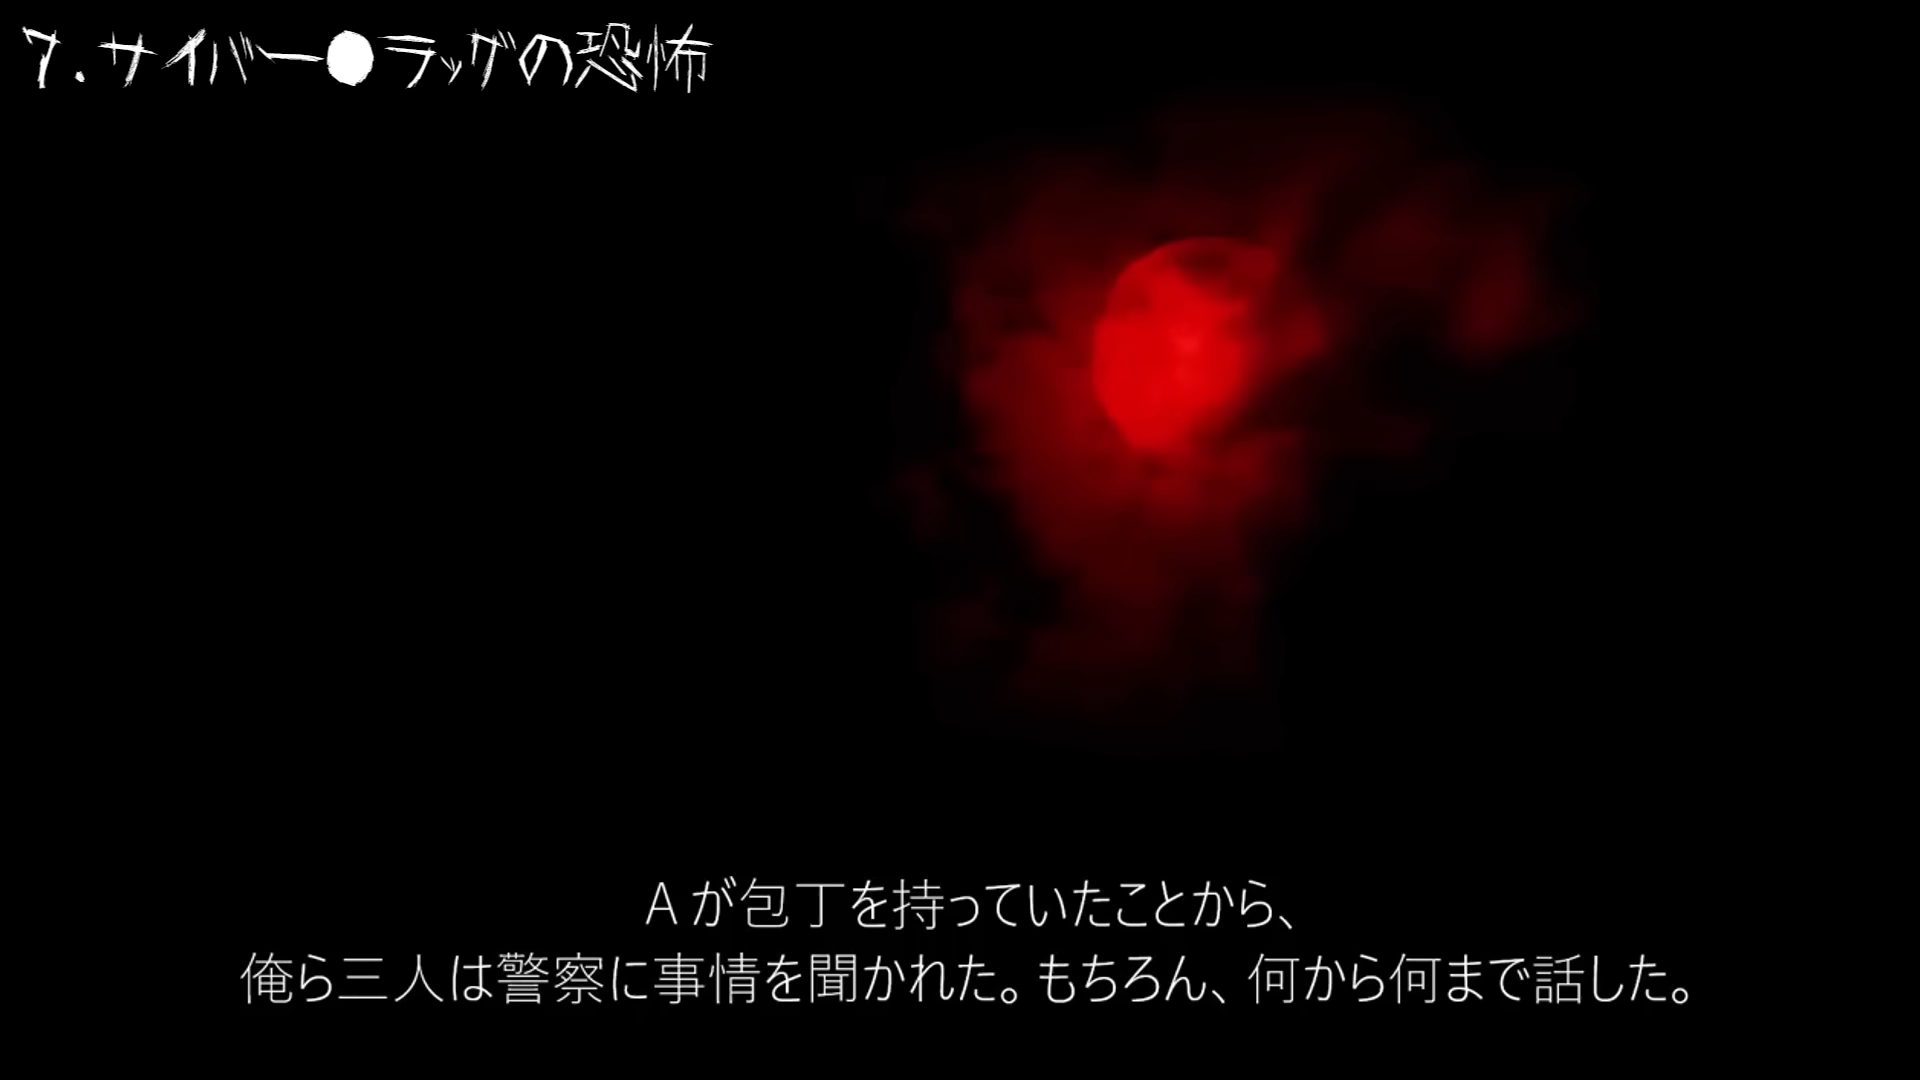 7.サイバー●ラッグの恐怖
Aが包丁を持っていたことから、
俺ら三人は警察に事情を聞かれた。もちろん、何から何まで話した。